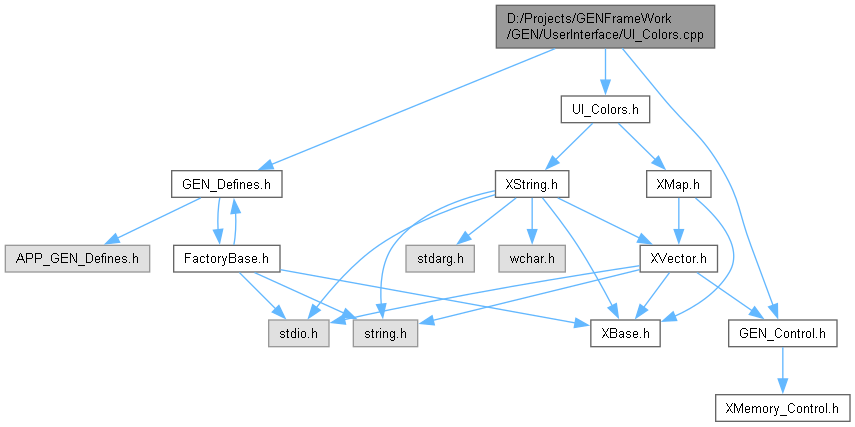 D:/Projects/GENFrameWork
/GEN/UserInterface/UI_Colors.cpp
UI_Colors.h
GEN_Defines.h
XString.h
XMap.h
APP_GEN_Defines.h
FactoryBase.h
stdarg.h
wchar.h
XVector.h
stdio.h
string.h
XBase.h
GEN_Control.h
XMemory_Control.h